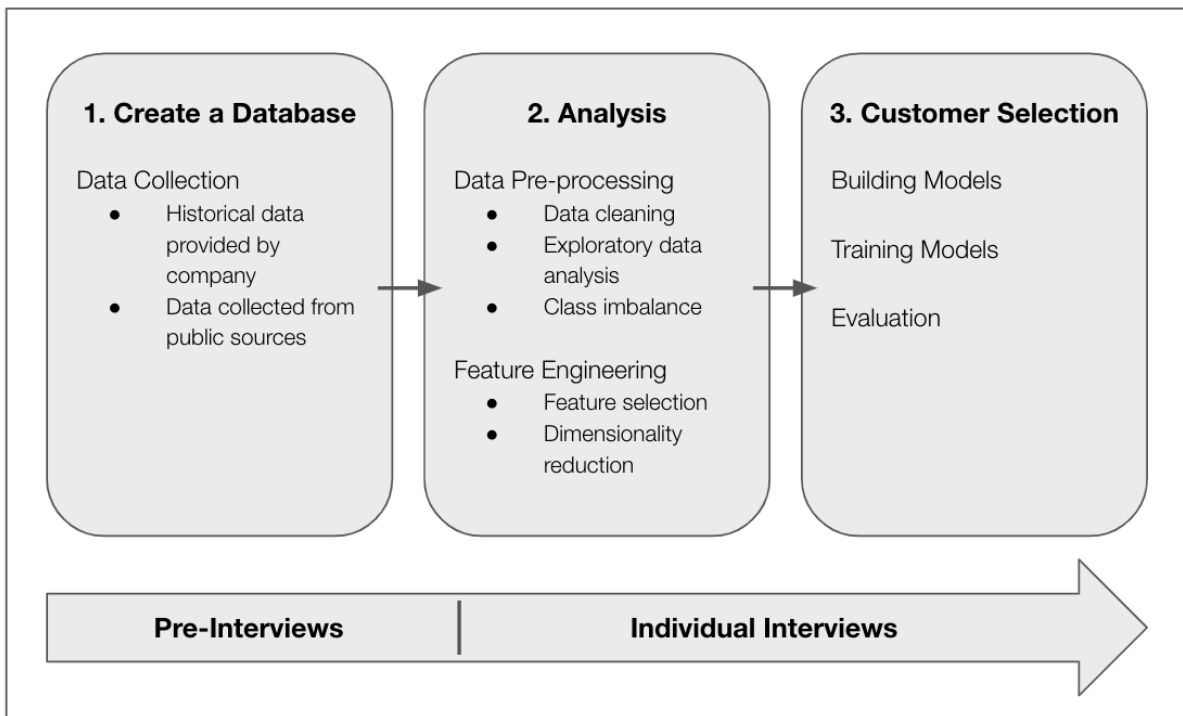 1. Create a Database
Data Collection
● Historical data
provided by
company
● Data collected from
public sources
2. Analysis
Data Pre-processing
● Data cleaning
● Exploratory data
analysis
● Class imbalance
Feature Engineering
● Feature selection
● Dimensionality
reduction
3. Customer Selection
Building Models
Training Models
Evaluation
Pre-Interviews
Individual Interviews